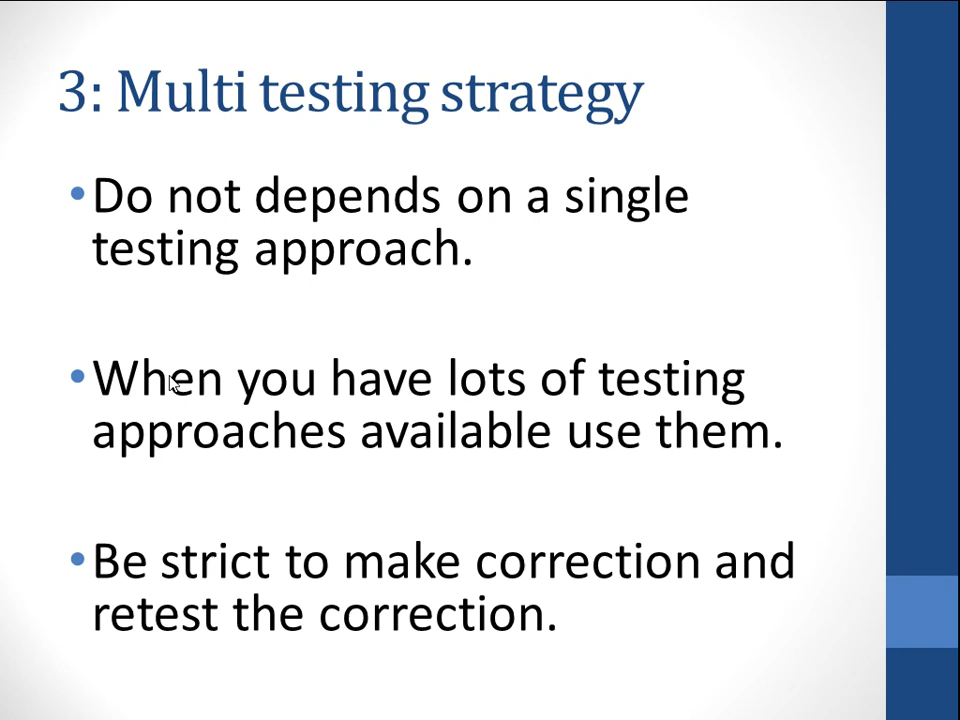 3: Multi testing strategy
•Do not depends on a single
testing approach.
•When you have lots of testing
approaches available use them.
•Be strict to make correction and
retest the correction.